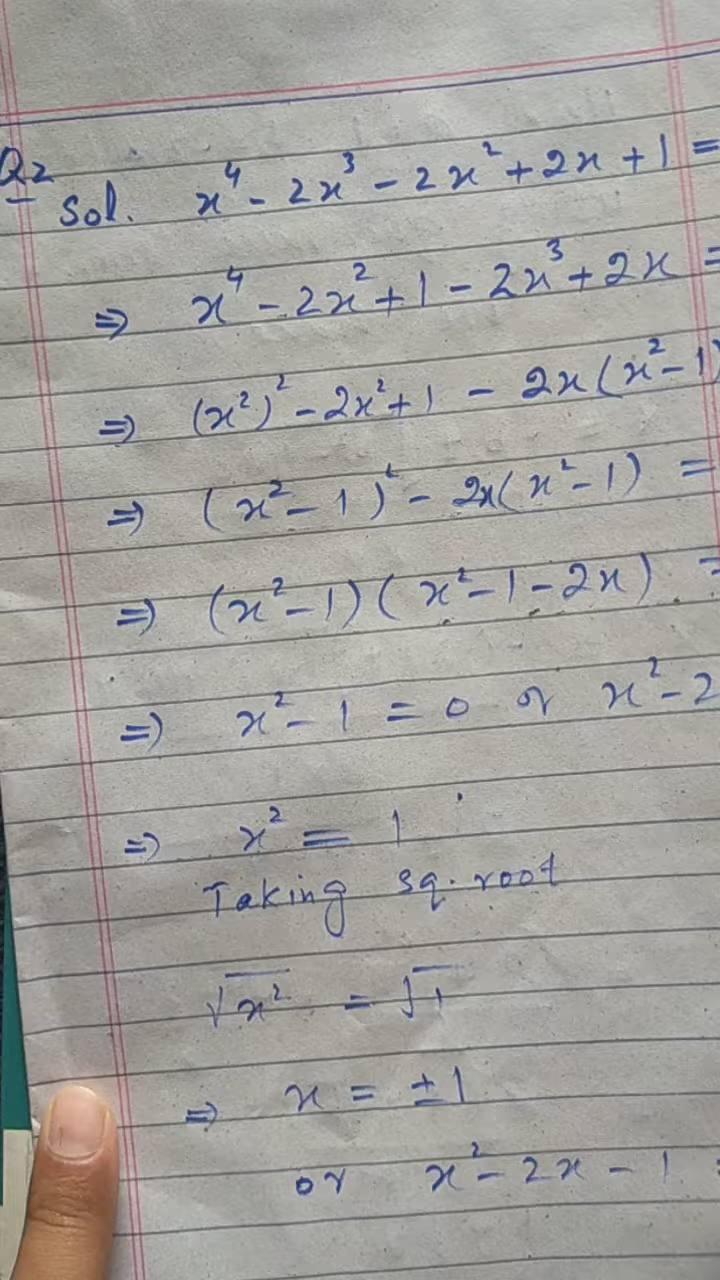 Q2
Sol. x⁴ - 2x³ - 2x² + 2x + 1 =
⇒ x⁴ - 2x² + 1 - 2x³ + 2x =
⇒ (x²)² - 2x² + 1 - 2x(x² - 1)
⇒ (x² - 1)² - 2x(x² - 1) =
⇒ (x² - 1)(x² - 1 - 2x) =
⇒ x² - 1 = 0 or x² - 2
⇒ x² = 1
Taking sq. root
√x² = √1
⇒ x = ±1
or x² - 2x - 1 =